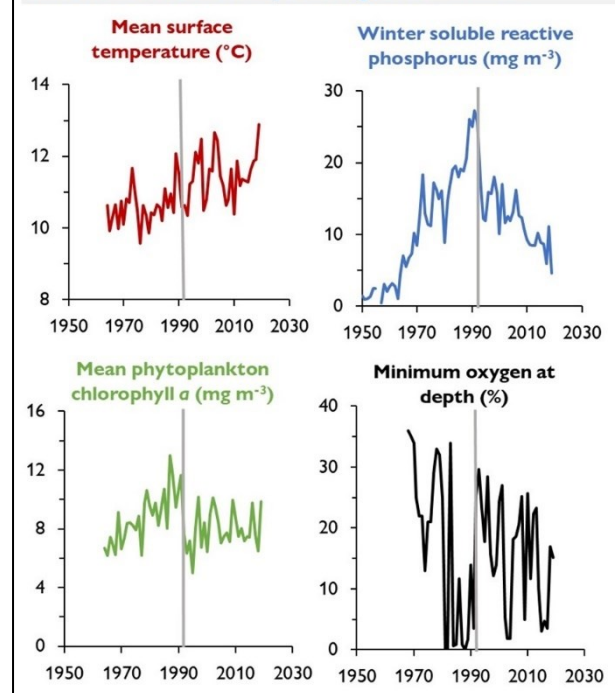 Mean surface
temperature (°C)
14
12
10
8
1950 1970 1990 2010 2030
Winter soluble reactive
phosphorus (mg m⁻³)
30
20
10
0
1950 1970 1990 2010 2030
Mean phytoplankton
chlorophyll a (mg m⁻³)
16
12
8
4
0
1950 1970 1990 2010 2030
Minimum oxygen at
depth (%)
40
30
20
10
0
1950 1970 1990 2010 2030